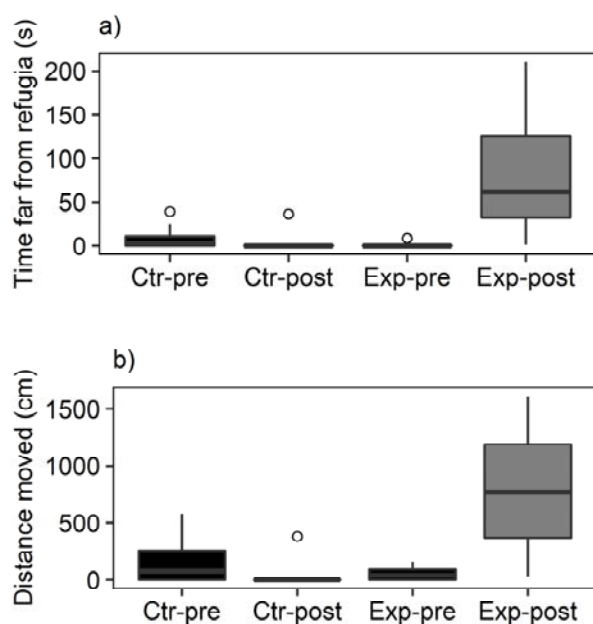 a)
Time far from refugia (s)
200
150
100
50
0
Ctr-pre Ctr-post Exp-pre Exp-post
b)
Distance moved (cm)
1500
1000
500
0
Ctr-pre Ctr-post Exp-pre Exp-post